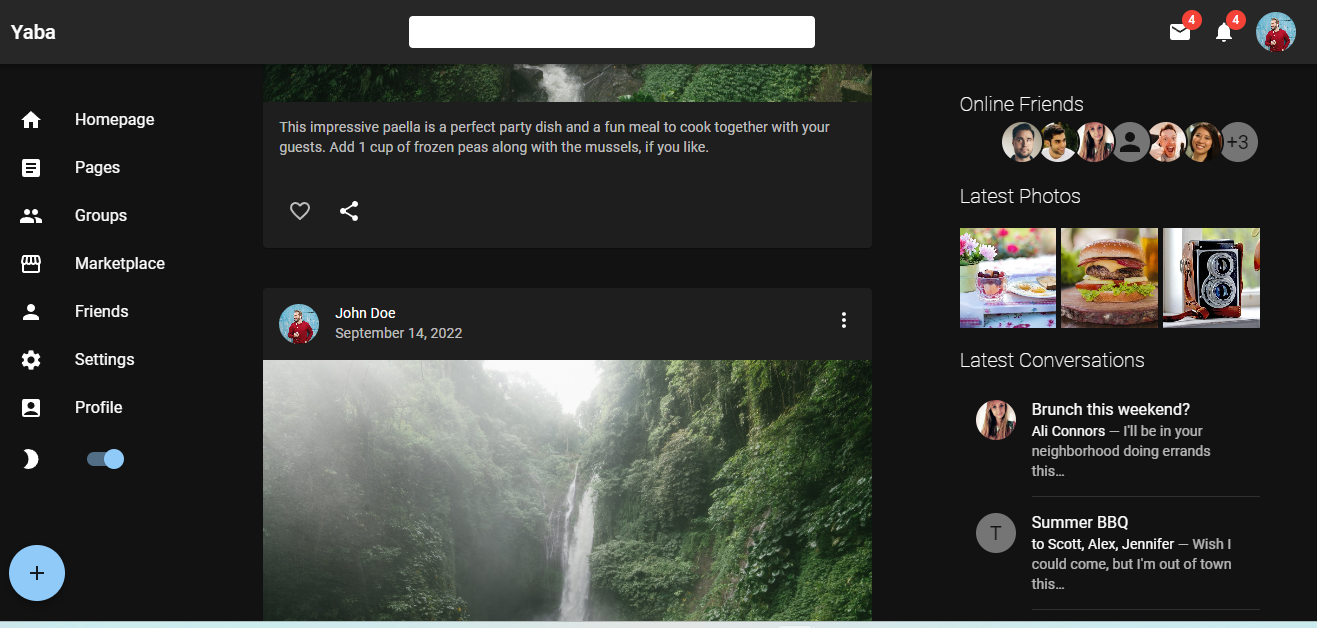 Yaba
4
4
Homepage
Pages
Groups
Marketplace
Friends
Settings
Profile
This impressive paella is a perfect party dish and a fun meal to cook together with your
guests. Add 1 cup of frozen peas along with the mussels, if you like.
John Doe
September 14, 2022
Online Friends
+3
Latest Photos
Latest Conversations
Brunch this weekend?
Ali Connors — I'll be in your
neighborhood doing errands
this…
T
Summer BBQ
to Scott, Alex, Jennifer — Wish I
could come, but I'm out of town
this…